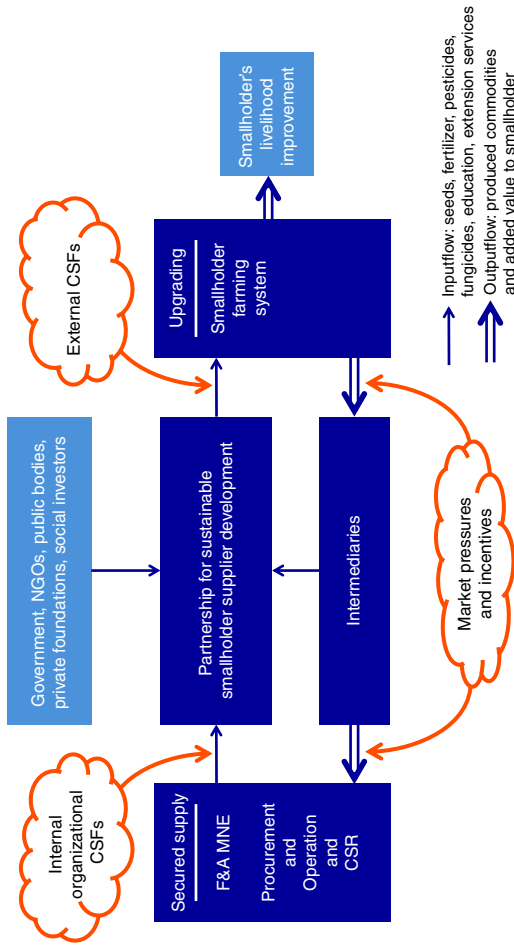 Internal
organizational
CSFs
Government, NGOs, public bodies,
private foundations, social investors
External CSFs
Secured supply
F&A MNE
Procurement
and
Operation
and
CSR
Partnership for sustainable
smallholder supplier development
Upgrading
Smallholder
farming
system
Smallholder's
livelihood
improvement
Intermediaries
Market pressures
and incentives
Inputflow: seeds, fertilizer, pesticides,
fungicides, education, extension services
Outputflow: produced commodities
and added value to smallholder